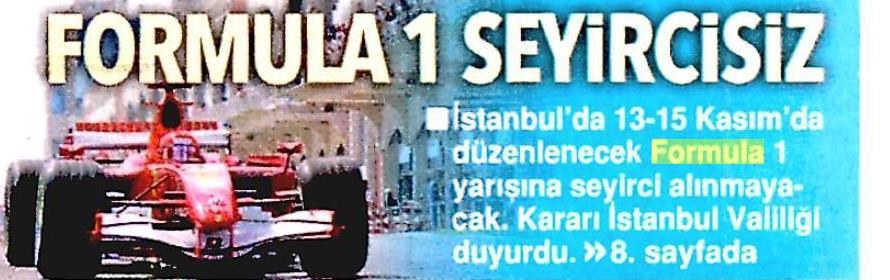 FORMULA 1 SEYİRCİSİZ
■İstanbul'da 13-15 Kasım'da
düzenlenecek Formula 1
yarışına seyirci alınmaya-
cak. Kararı İstanbul Valiliği
duyurdu. »8. sayfada